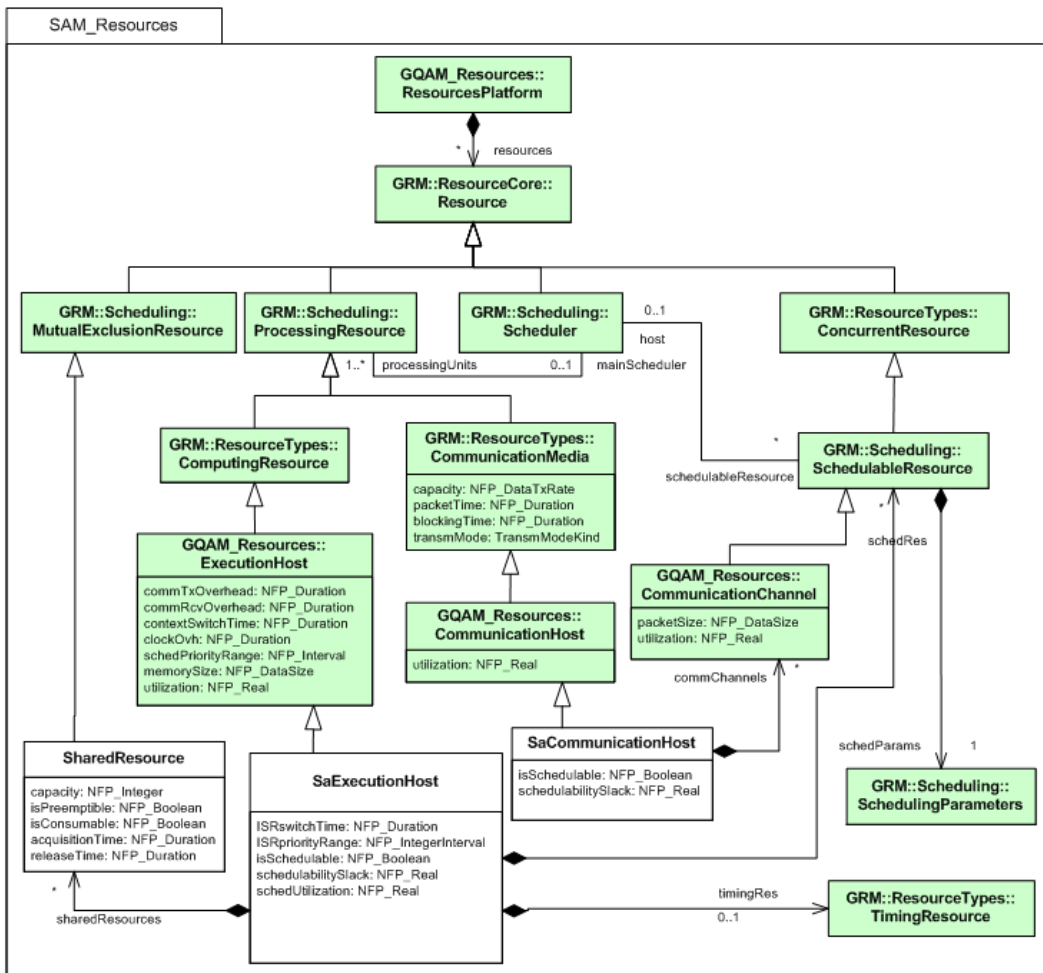 SAM_Resources
GQAM_Resources::
ResourcesPlatform
*
resources
GRM::ResourceCore::
Resource
GRM::Scheduling::
MutualExclusionResource
GRM::Scheduling::
ProcessingResource
GRM::Scheduling::
Scheduler
0..1
host
GRM::ResourceTypes::
ConcurrentResource
1..*
processingUnits
0..1
mainScheduler
GRM::ResourceTypes::
ComputingResource
GRM::ResourceTypes::
CommunicationMedia
capacity: NFP_DataTxRate
packetTime: NFP_Duration
blockingTime: NFP_Duration
transmMode: TransmModeKind
*
schedulableResource
GRM::Scheduling::
SchedulableResource
*
schedRes
GQAM_Resources::
ExecutionHost
commTxOverhead: NFP_Duration
commRcvOverhead: NFP_Duration
contextSwitchTime: NFP_Duration
clockOvh: NFP_Duration
schedPriorityRange: NFP_Interval
memorySize: NFP_DataSize
utilization: NFP_Real
GQAM_Resources::
CommunicationHost
utilization: NFP_Real
GQAM_Resources::
CommunicationChannel
packetSize: NFP_DataSize
utilization: NFP_Real
*
commChannels
SharedResource
capacity: NFP_Integer
isPreemptible: NFP_Boolean
isConsumable: NFP_Boolean
acquisitionTime: NFP_Duration
releaseTime: NFP_Duration
SaExecutionHost
ISRswitchTime: NFP_Duration
ISRpriorityRange: NFP_IntegerInterval
isSchedulable: NFP_Boolean
schedulabilitySlack: NFP_Real
schedUtilization: NFP_Real
SaCommunicationHost
isSchedulable: NFP_Boolean
schedulabilitySlack: NFP_Real
schedParams
1
GRM::Scheduling::
SchedulingParameters
*
sharedResources
timingRes
0..1
GRM::ResourceTypes::
TimingResource